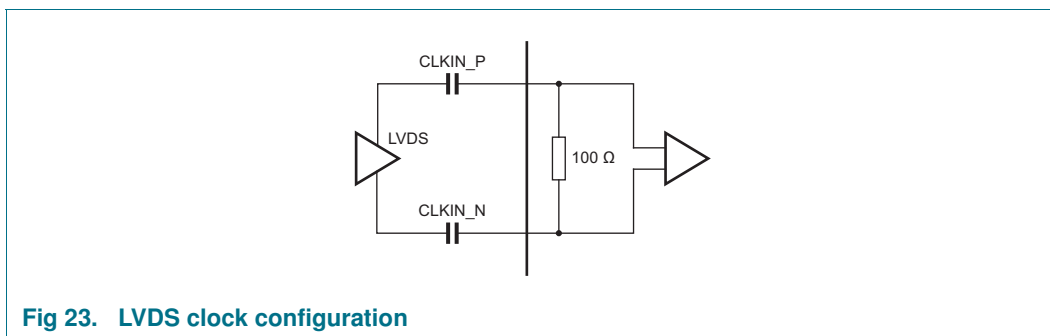 CLKIN_P
LVDS
100 Ω
CLKIN_N
Fig 23. LVDS clock configuration